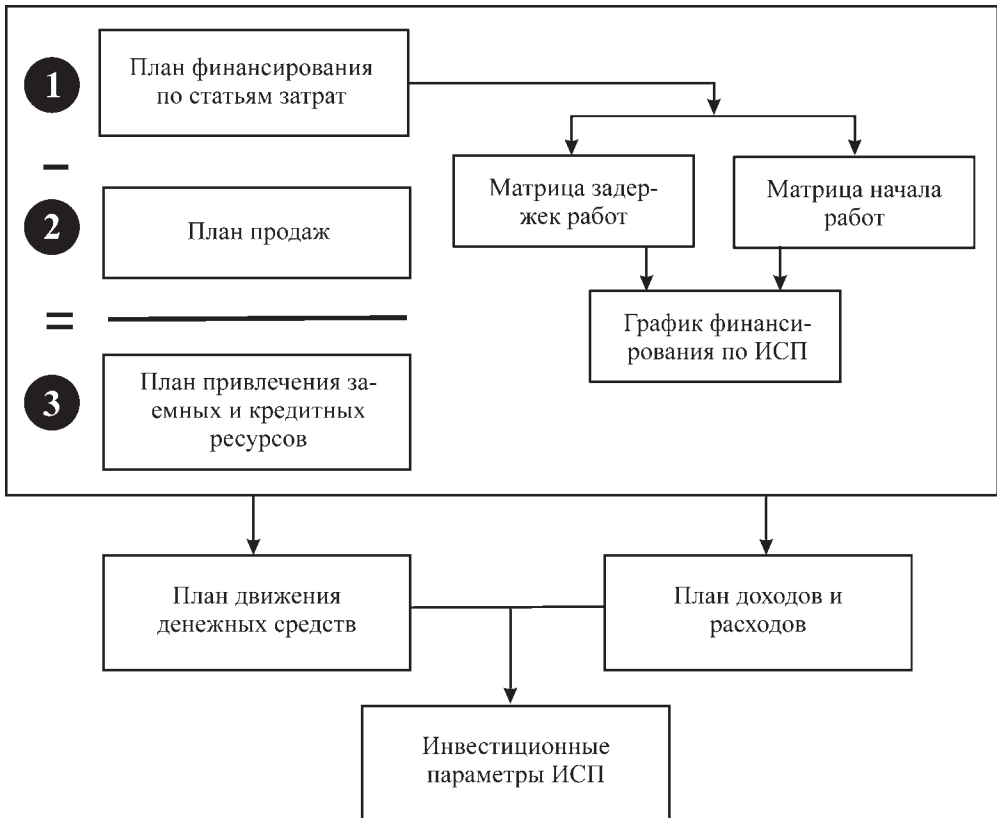 1
План финансирования
по статьям затрат
–
Матрица задер-
жек работ
Матрица начала
работ
2
План продаж
=
График финанси-
рования по ИСП
3
План привлечения за-
емных и кредитных
ресурсов
План движения
денежных средств
План доходов и
расходов
Инвестиционные
параметры ИСП